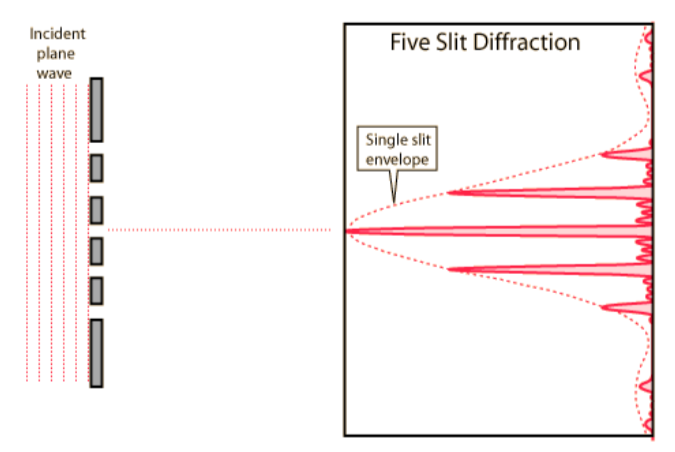 Incident
plane
wave
Five Slit Diffraction
Single slit
envelope